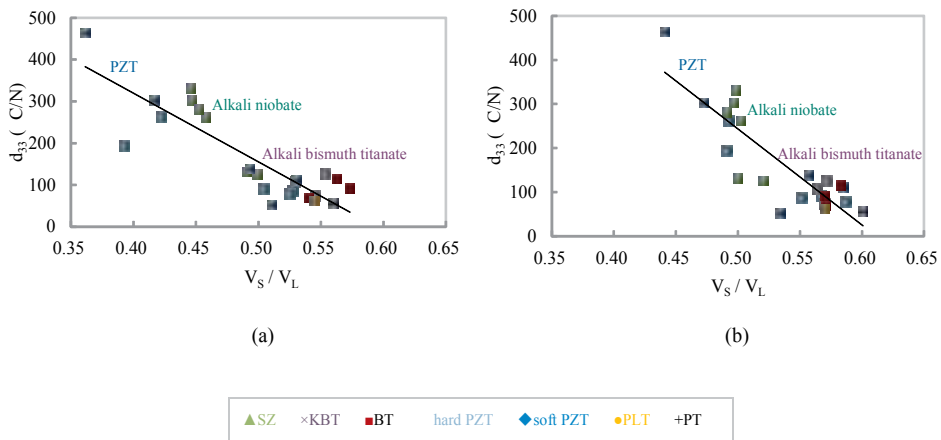 (a)
500
400
300
200
100
0
d33 ( C/N)
PZT
Alkali niobate
Alkali bismuth titanate
0.35 0.40 0.45 0.50 0.55 0.60 0.65
VS / VL
(a)
(b)
500
400
300
200
100
0
d33 ( C/N)
PZT
Alkali niobate
Alkali bismuth titanate
0.35 0.40 0.45 0.50 0.55 0.60 0.65
VS / VL
(b)
▲SZ ×KBT ■BT hard PZT ◆soft PZT ●PLT +PT